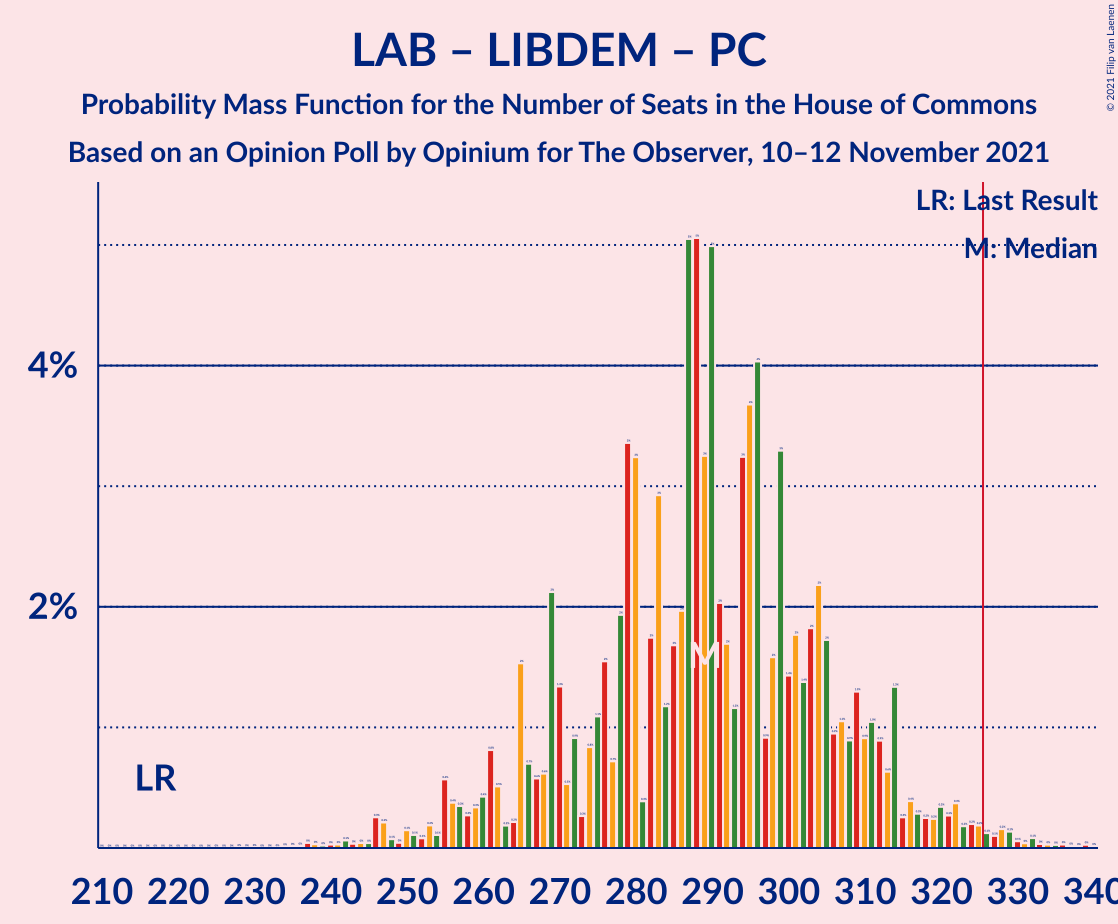 LAB – LIBDEM – PC
Probability Mass Function for the Number of Seats in the House of Commons
Based on an Opinion Poll by Opinium for The Observer, 10–12 November 2021
© 2021 Filip van Laenen
LR: Last Result
M: Median
4%
2%
M
LR
210 220 230 240 250 260 270 280 290 300 310 320 330 340